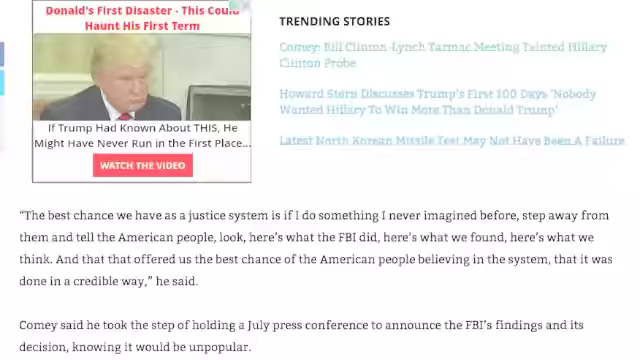 Donald's First Disaster - This Could
Haunt His First Term
If Trump Had Known About THIS, He
Might Have Never Run in the First Place...
WATCH THE VIDEO
TRENDING STORIES
Comey: Bill Clinton-Lynch Tarmac Meeting Tainted Hillary
Clinton Probe
Howard Stern Discusses Trump's First 100 Days 'Nobody
Wanted Hillary To Win More Than Donald Trump'
Latest North Korean Missile Test May Not Have Been A Failure
“The best chance we have as a justice system is if I do something I never imagined before, step away from
them and tell the American people, look, here’s what the FBI did, here’s what we found, here’s what we
think. And that that offered us the best chance of the American people believing in the system, that it was
done in a credible way,” he said.
Comey said he took the step of holding a July press conference to announce the FBI’s findings and its
decision, knowing it would be unpopular.